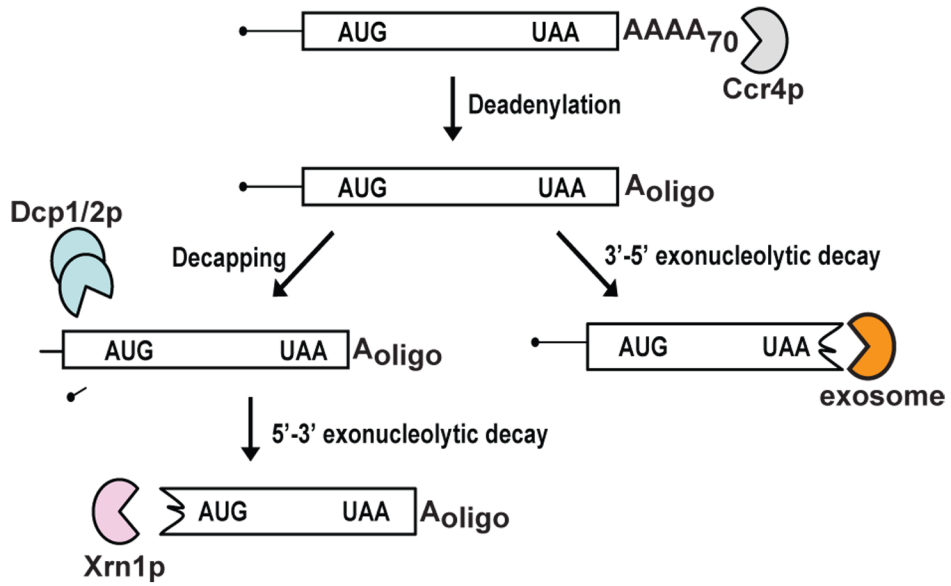 AUG UAA AAAA70
Ccr4p
Deadenylation
AUG UAA Aoligo
Dcp1/2p
Decapping
3'-5' exonucleolytic decay
AUG UAA Aoligo
AUG UAA
exosome
5'-3' exonucleolytic decay
AUG UAA Aoligo
Xrn1p